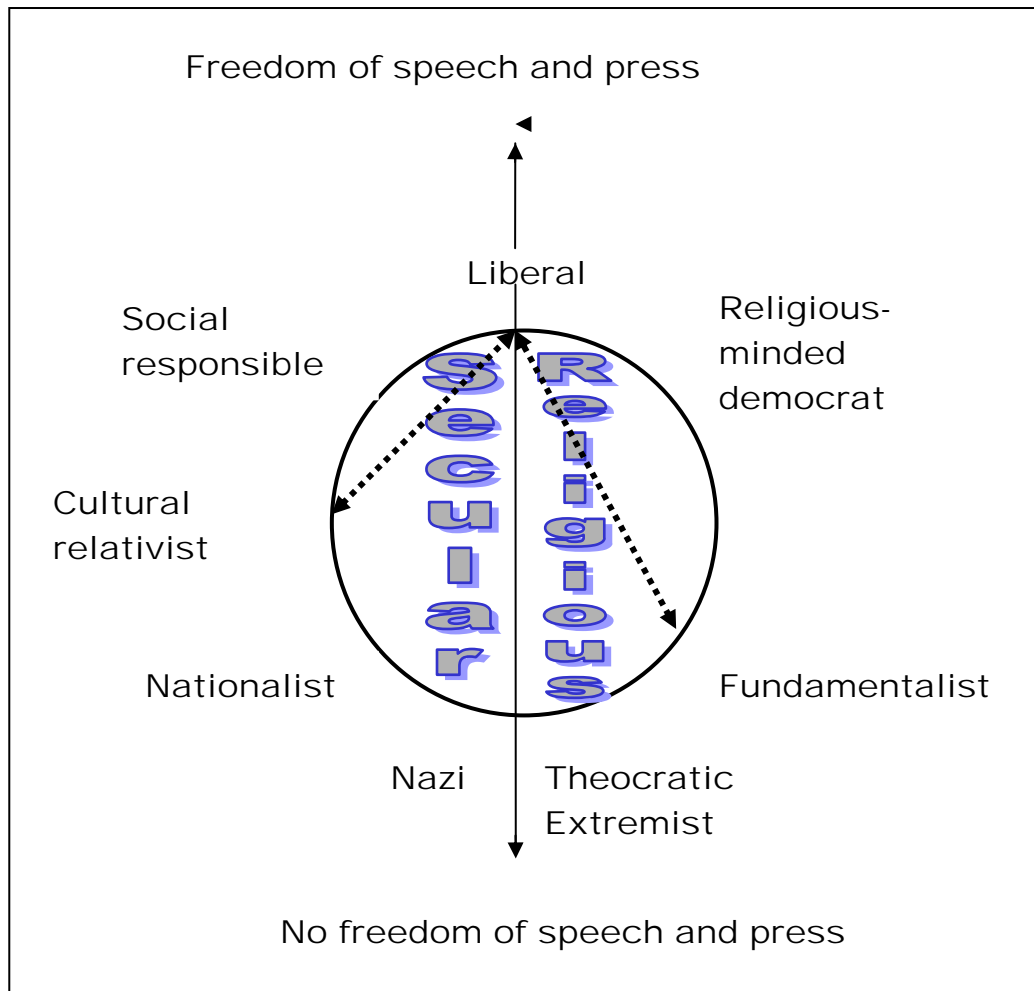 Freedom of speech and press
Liberal
Social
responsible
Religious-
minded
democrat
Secular
Religious
Cultural
relativist
Nationalist
Fundamentalist
Nazi
Theocratic
Extremist
No freedom of speech and press